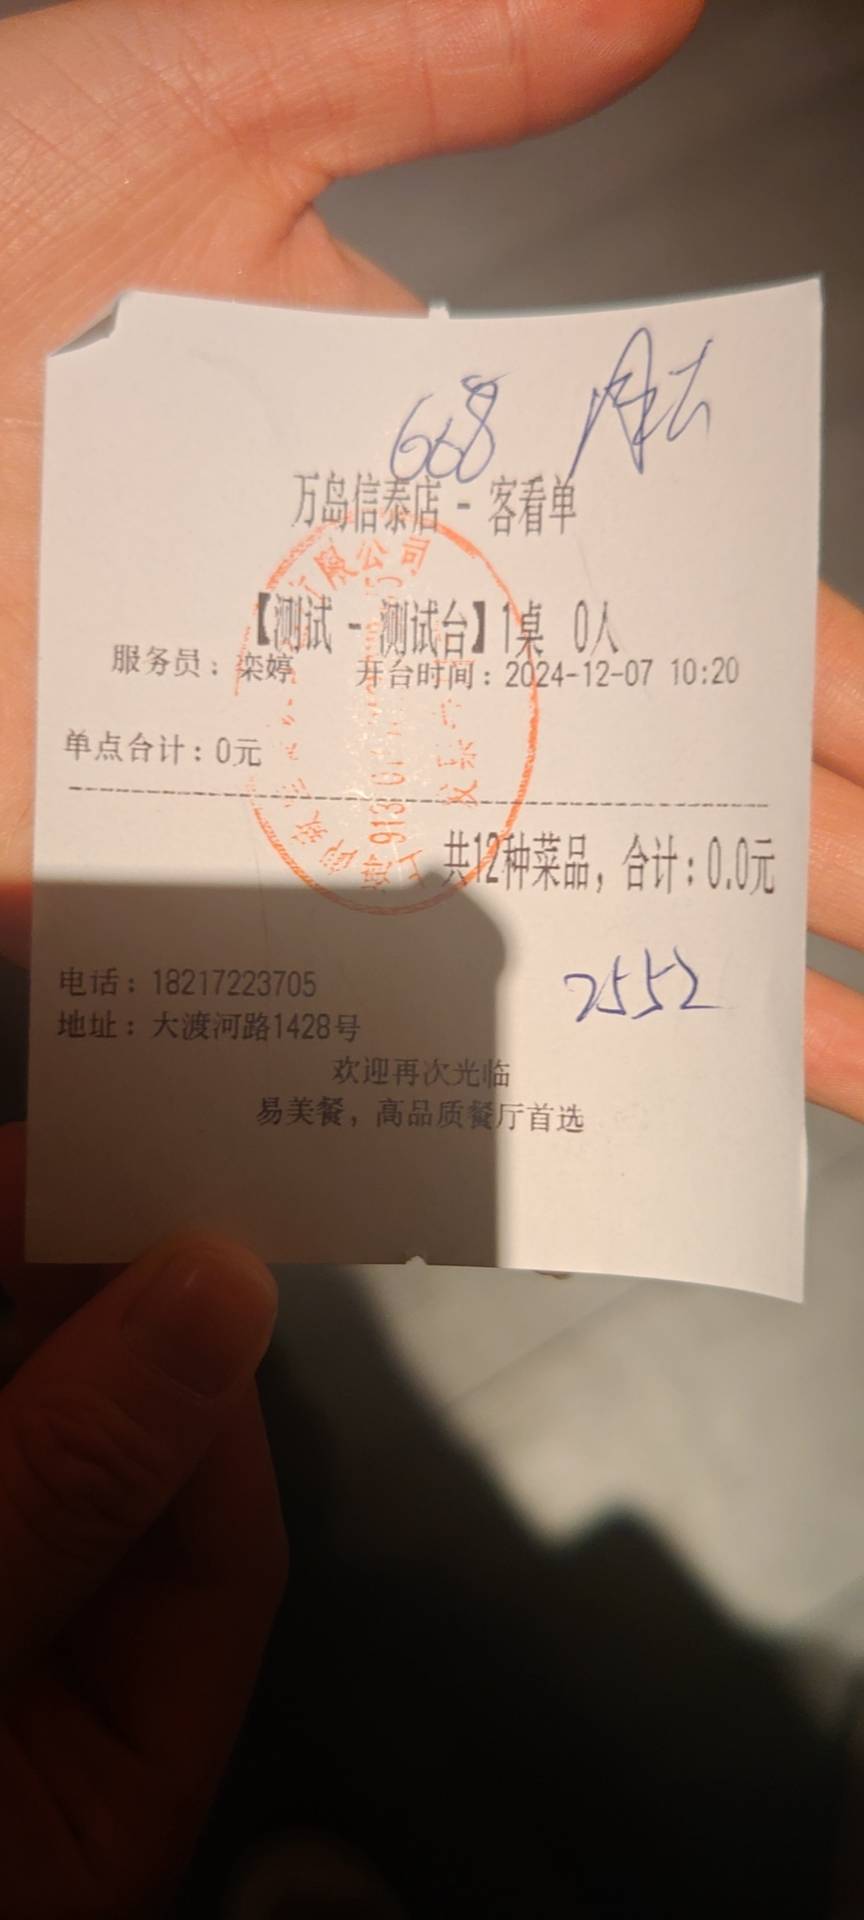 668
万岛信泰店 - 客看单
有限公司
【测试 - 测试台】1桌 0人
服务员：栾婷 开台时间：2024-12-07 10:20
单点合计：0元
共12种菜品，合计：0.0元
2552
电话：18217223705
地址：大渡河路1428号
欢迎再次光临
易美餐，高品质餐厅首选